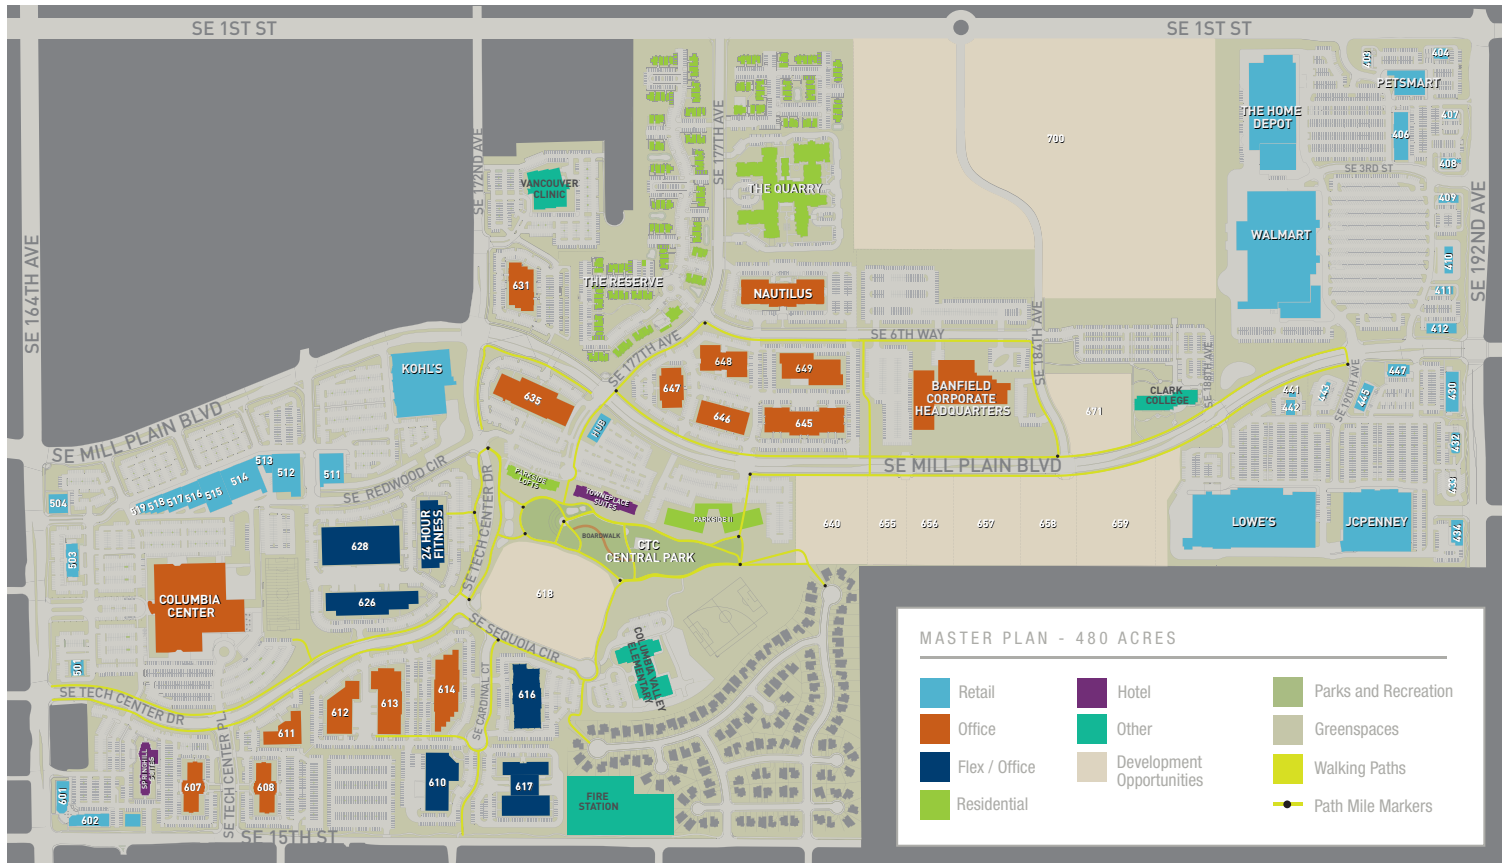 SE 1ST ST
SE 1ST ST
403
404
PETSMART
THE HOME
DEPOT
406
407
408
SE 3RD ST
700
SE 172ND AVE
SE 177TH AVE
VANCOUVER
CLINIC
THE QUARRY
409
WALMART
SE 164TH AVE
SE 192ND AVE
410
411
412
631
THE RESERVE
NAUTILUS
SE 6TH WAY
SE 184TH AVE
SE 177TH AVE
KOHL'S
648
649
647
635
646
645
BANFIELD
CORPORATE
HEADQUARTERS
671
CLARK
COLLEGE
SE 188TH AVE
441
442
443
445
447
430
SE 190TH AVE
HUB
SE MILL PLAIN BLVD
SE MILL PLAIN BLVD
432
433
434
513
512
511
514
515
516
517
518
519
504
SE REDWOOD CIR
SE TECH CENTER DR
PARKSIDE
LOFTS
TOWNEPLACE
SUITES
PARKSIDE II
640
655
656
657
658
659
LOWE'S
JCPENNEY
24 HOUR
FITNESS
628
BOARDWALK
CTC
CENTRAL PARK
503
626
618
COLUMBIA
CENTER
SE SEQUOIA CIR
COLUMBIA VALLEY
ELEMENTARY
501
SE TECH CENTER DR
614
613
612
611
616
SE CARDINAL CT
SE TECH CENTER PL
SPRINGHILL
SUITES
607
608
610
617
601
602
FIRE
STATION
SE 15TH ST
MASTER PLAN - 480 ACRES
Retail
Office
Flex / Office
Residential
Hotel
Other
Development
Opportunities
Parks and Recreation
Greenspaces
Walking Paths
Path Mile Markers